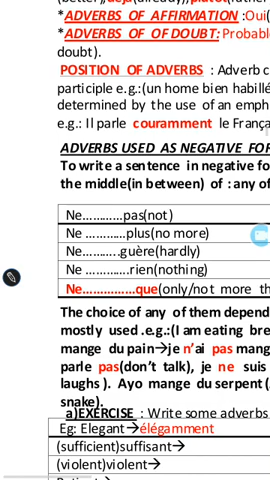 (better),déjà(already),plutôt(rather
*ADVERBS OF AFFIRMATION :Oui(
*ADVERBS OF OF DOUBT: Probable
doubt).
POSITION OF ADVERBS : Adverb c
participle e.g.:(un home bien habillé
determined by the use of an emph
e.g.: Il parle couramment le França
ADVERBS USED AS NEGATIVE FOR
To write a sentence in negative fo
the middle(in between) of : any of
Ne............pas(not)
Ne ............plus(no more)
Ne...........guère(hardly)
Ne .............rien(nothing)
Ne...............que(only/not more th
The choice of any of them depend
mostly used .e.g.:(I am eating bre
mange du pain→je n'ai pas mang
parle pas(don't talk), je ne suis
laughs ). Ayo mange du serpent(
snake).
a)EXERCISE : Write some adverbs
Eg: Elegant→élégamment
(sufficient)suffisant→
(violent)violent→